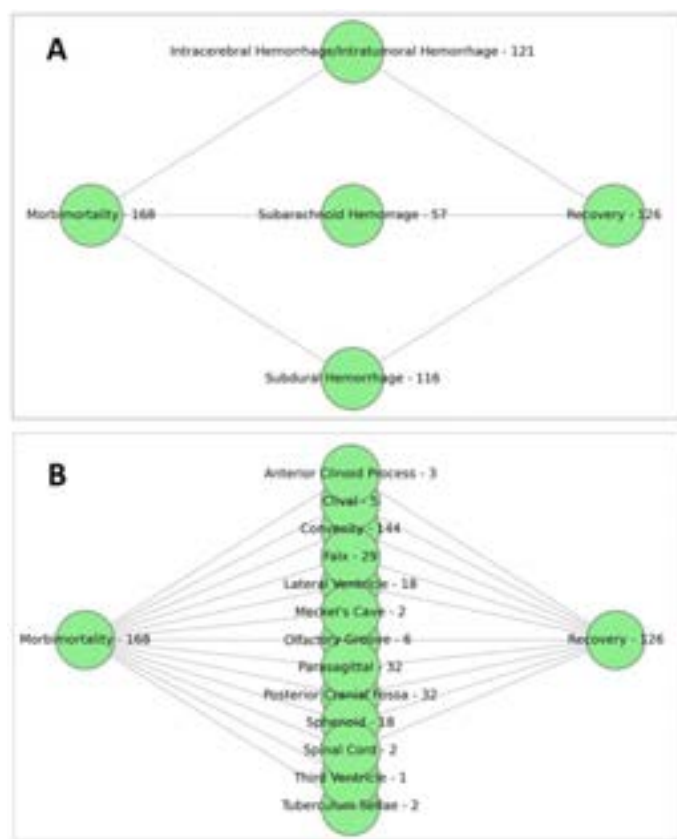 A
Intracerebral Hemorrhage/Intratumoral Hemorrhage - 121
Morbimortality - 168
Subarachnoid Hemorrage - 57
Recovery - 126
Subdural Hemorrhage - 116
B
Anterior Clinoid Process - 3
Clival - 5
Convexity - 144
Falx - 29
Lateral Ventricle - 18
Meckel's Cave - 2
Morbimortality - 168
Olfactory Groove - 6
Recovery - 126
Parasagittal - 32
Posterior Cranial Fossa - 32
Sphenoid - 18
Spinal Cord - 2
Third Ventricle - 1
Tuberculum Sellae - 2